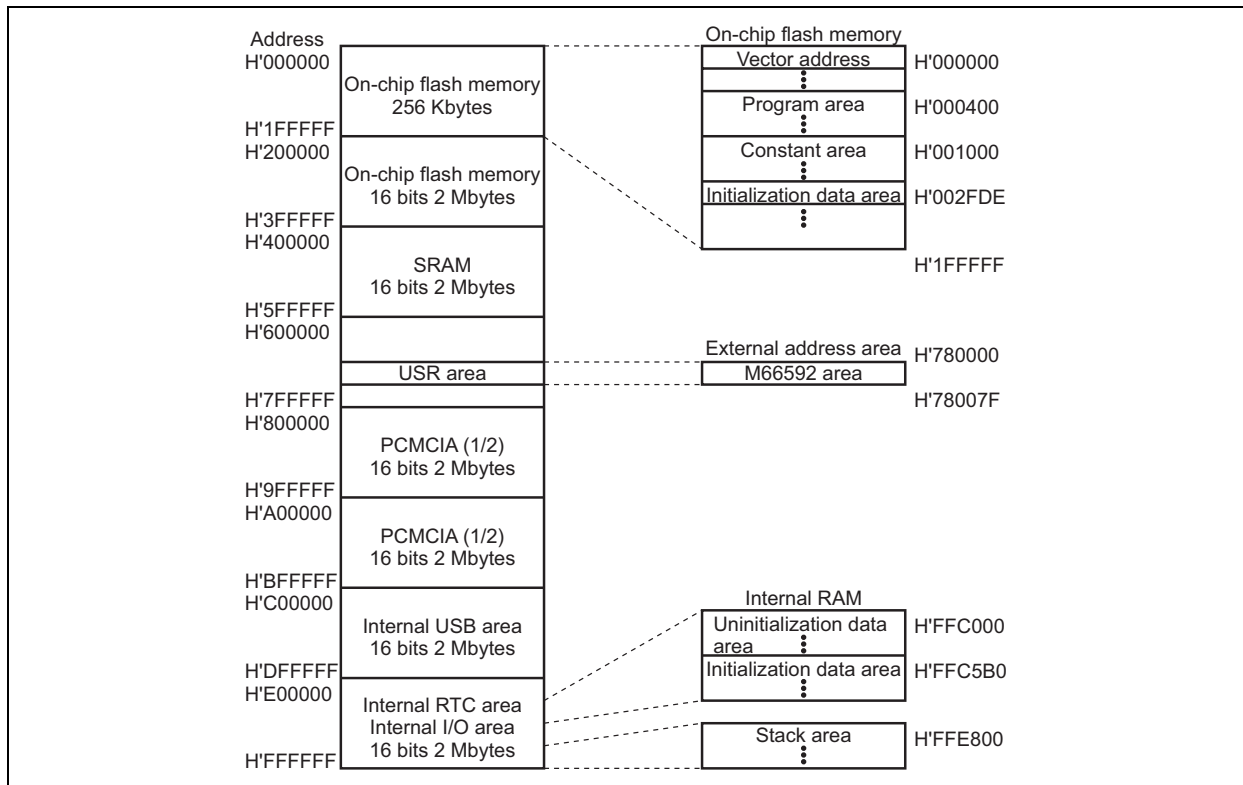 Address
H'000000
On-chip flash memory
256 Kbytes
H'1FFFFF
H'200000
On-chip flash memory
16 bits 2 Mbytes
H'3FFFFF
H'400000
SRAM
16 bits 2 Mbytes
H'5FFFFF
H'600000
USR area
H'7FFFFF
H'800000
PCMCIA (1/2)
16 bits 2 Mbytes
H'9FFFFF
H'A00000
PCMCIA (1/2)
16 bits 2 Mbytes
H'BFFFFF
H'C00000
Internal USB area
16 bits 2 Mbytes
H'DFFFFF
H'E00000
Internal RTC area
Internal I/O area
16 bits 2 Mbytes
H'FFFFFF
On-chip flash memory
Vector address
H'000000
Program area
H'000400
Constant area
H'001000
Initialization data area
H'002FDE
H'1FFFFF
External address area
H'780000
M66592 area
H'78007F
Internal RAM
Uninitialization data
area
H'FFC000
Initialization data area
H'FFC5B0
Stack area
H'FFE800